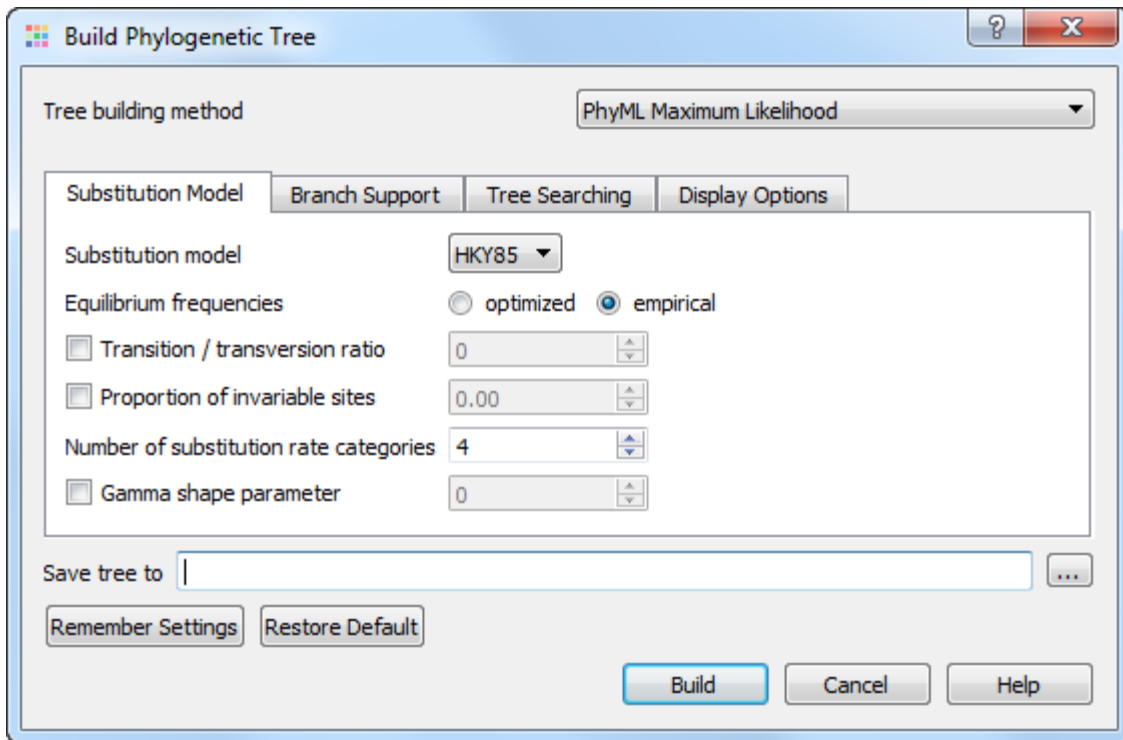 Build Phylogenetic Tree
?
Tree building method PhyML Maximum Likelihood
Substitution Model Branch Support Tree Searching Display Options
Substitution model HKY85
Equilibrium frequencies optimized empirical
Transition / transversion ratio 0
Proportion of invariable sites 0.00
Number of substitution rate categories 4
Gamma shape parameter 0
Save tree to ...
Remember Settings Restore Default
Build Cancel Help